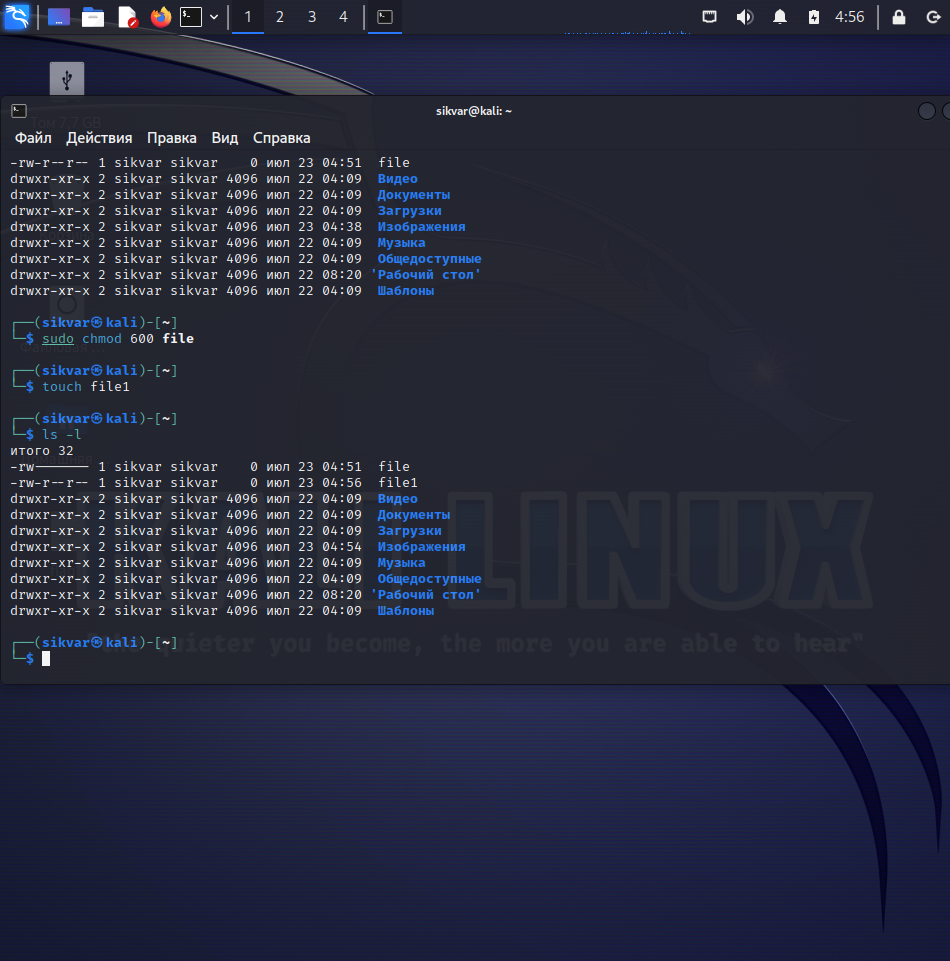 1 2 3 4 4:56
sikvar@kali: ~
Том 7,7 GB
Файл Действия Правка Вид Справка
-rw-r--r-- 1 sikvar sikvar 0 июл 23 04:51 file
drwxr-xr-x 2 sikvar sikvar 4096 июл 22 04:09 Видео
drwxr-xr-x 2 sikvar sikvar 4096 июл 22 04:09 Документы
drwxr-xr-x 2 sikvar sikvar 4096 июл 22 04:09 Загрузки
drwxr-xr-x 2 sikvar sikvar 4096 июл 23 04:38 Изображения
drwxr-xr-x 2 sikvar sikvar 4096 июл 22 04:09 Музыка
drwxr-xr-x 2 sikvar sikvar 4096 июл 22 04:09 Общедоступные
drwxr-xr-x 2 sikvar sikvar 4096 июл 22 08:20 'Рабочий стол'
drwxr-xr-x 2 sikvar sikvar 4096 июл 22 04:09 Шаблоны
┌──(sikvar㉿kali)-[~]
└─$ sudo chmod 600 file
┌──(sikvar㉿kali)-[~]
└─$ touch file1
┌──(sikvar㉿kali)-[~]
└─$ ls -l
итого 32
-rw------- 1 sikvar sikvar 0 июл 23 04:51 file
-rw-r--r-- 1 sikvar sikvar 0 июл 23 04:56 file1
drwxr-xr-x 2 sikvar sikvar 4096 июл 22 04:09 Видео
drwxr-xr-x 2 sikvar sikvar 4096 июл 22 04:09 Документы
drwxr-xr-x 2 sikvar sikvar 4096 июл 22 04:09 Загрузки
drwxr-xr-x 2 sikvar sikvar 4096 июл 23 04:54 Изображения
drwxr-xr-x 2 sikvar sikvar 4096 июл 22 04:09 Музыка
drwxr-xr-x 2 sikvar sikvar 4096 июл 22 04:09 Общедоступные
drwxr-xr-x 2 sikvar sikvar 4096 июл 22 08:20 'Рабочий стол'
drwxr-xr-x 2 sikvar sikvar 4096 июл 22 04:09 Шаблоны
LINUX
┌──(sikvar㉿kali)-[~]
quieter you become, the more you are able to hear"
└─$